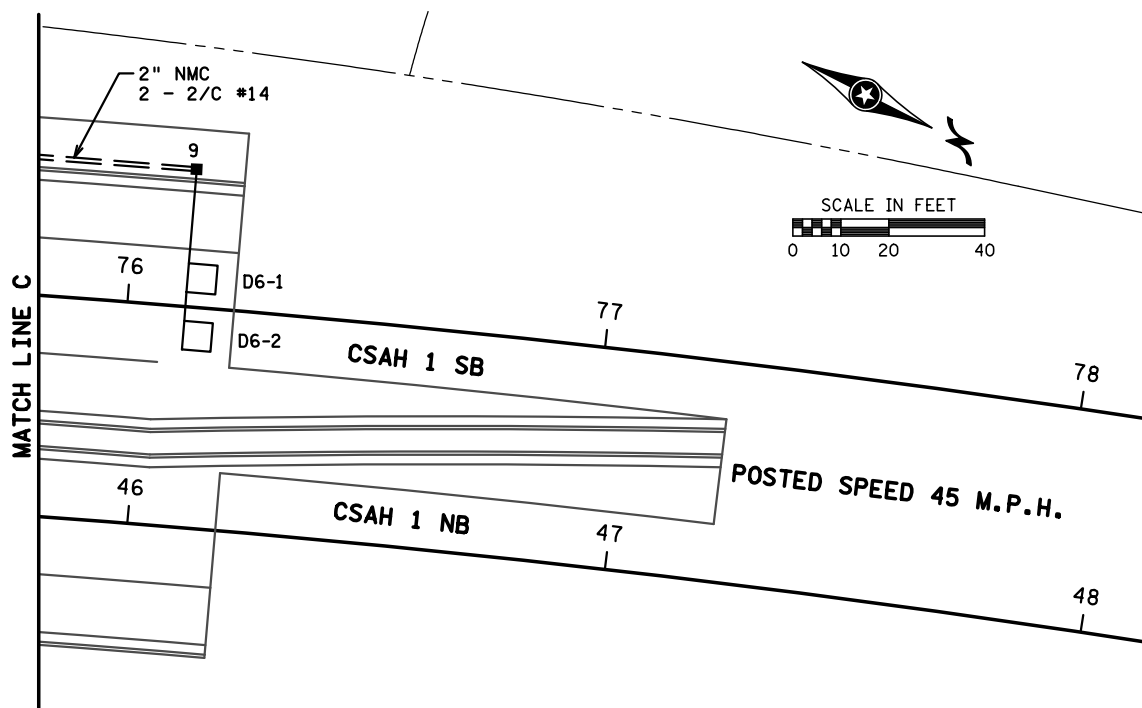 2" NMC
2 - 2/C #14
9
SCALE IN FEET
0 10 20 40
MATCH LINE C
76
D6-1
77
D6-2
CSAH 1 SB
78
POSTED SPEED 45 M.P.H.
46
CSAH 1 NB
47
48
N